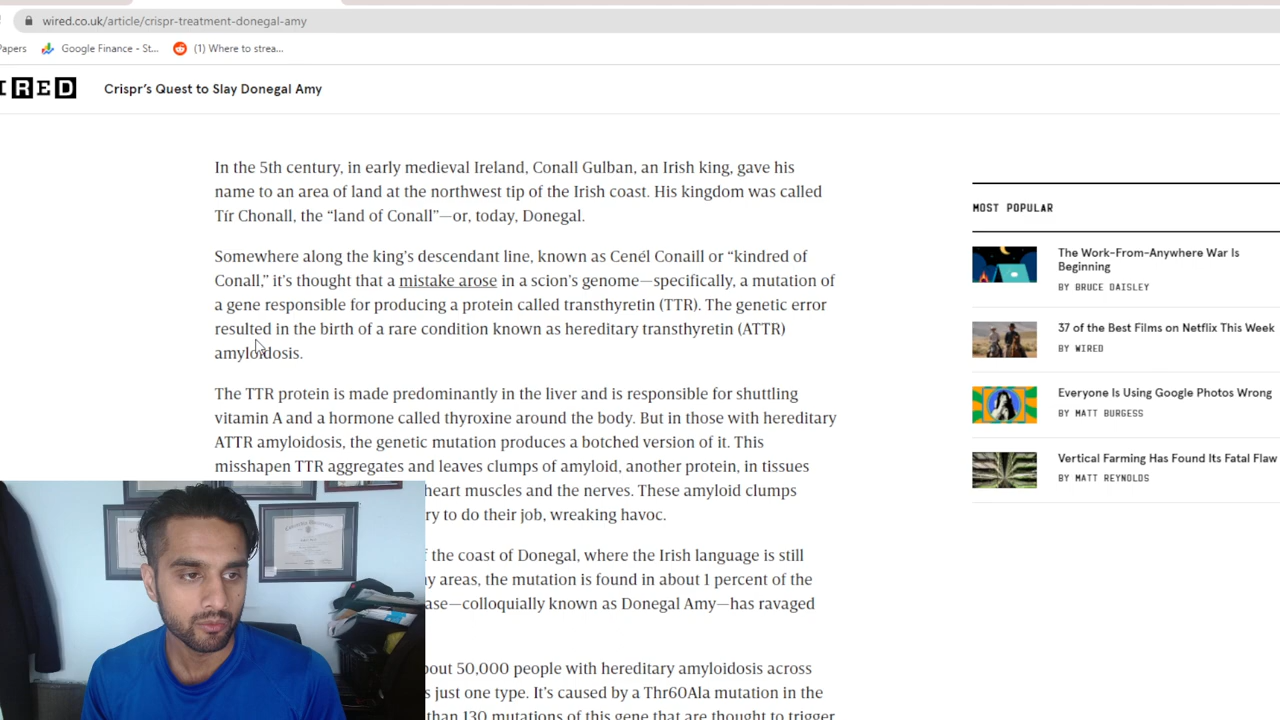 wired.co.uk/article/crispr-treatment-donegal-amy
Papers
Google Finance - St...
(1) Where to strea...
IRED
Crispr's Quest to Slay Donegal Amy
In the 5th century, in early medieval Ireland, Conall Gulban, an Irish king, gave his
name to an area of land at the northwest tip of the Irish coast. His kingdom was called
Tír Chonall, the “land of Conall”—or, today, Donegal.
Somewhere along the king's descendant line, known as Cenél Conaill or “kindred of
Conall,” it's thought that a mistake arose in a scion's genome—specifically, a mutation of
a gene responsible for producing a protein called transthyretin (TTR). The genetic error
resulted in the birth of a rare condition known as hereditary transthyretin (ATTR)
amyloidosis.
The TTR protein is made predominantly in the liver and is responsible for shuttling
vitamin A and a hormone called thyroxine around the body. But in those with hereditary
ATTR amyloidosis, the genetic mutation produces a botched version of it. This
misshapen TTR aggregates and leaves clumps of amyloid, another protein, in tissues
heart muscles and the nerves. These amyloid clumps
ry to do their job, wreaking havoc.
f the coast of Donegal, where the Irish language is still
y areas, the mutation is found in about 1 percent of the
ase—colloquially known as Donegal Amy—has ravaged
out 50,000 people with hereditary amyloidosis across
s just one type. It's caused by a Thr60Ala mutation in the
than 130 mutations of this gene that are thought to trigger
MOST POPULAR
The Work-From-Anywhere War Is
Beginning
BY BRUCE DAISLEY
37 of the Best Films on Netflix This Week
BY WIRED
Everyone Is Using Google Photos Wrong
BY MATT BURGESS
Vertical Farming Has Found Its Fatal Flaw
BY MATT REYNOLDS